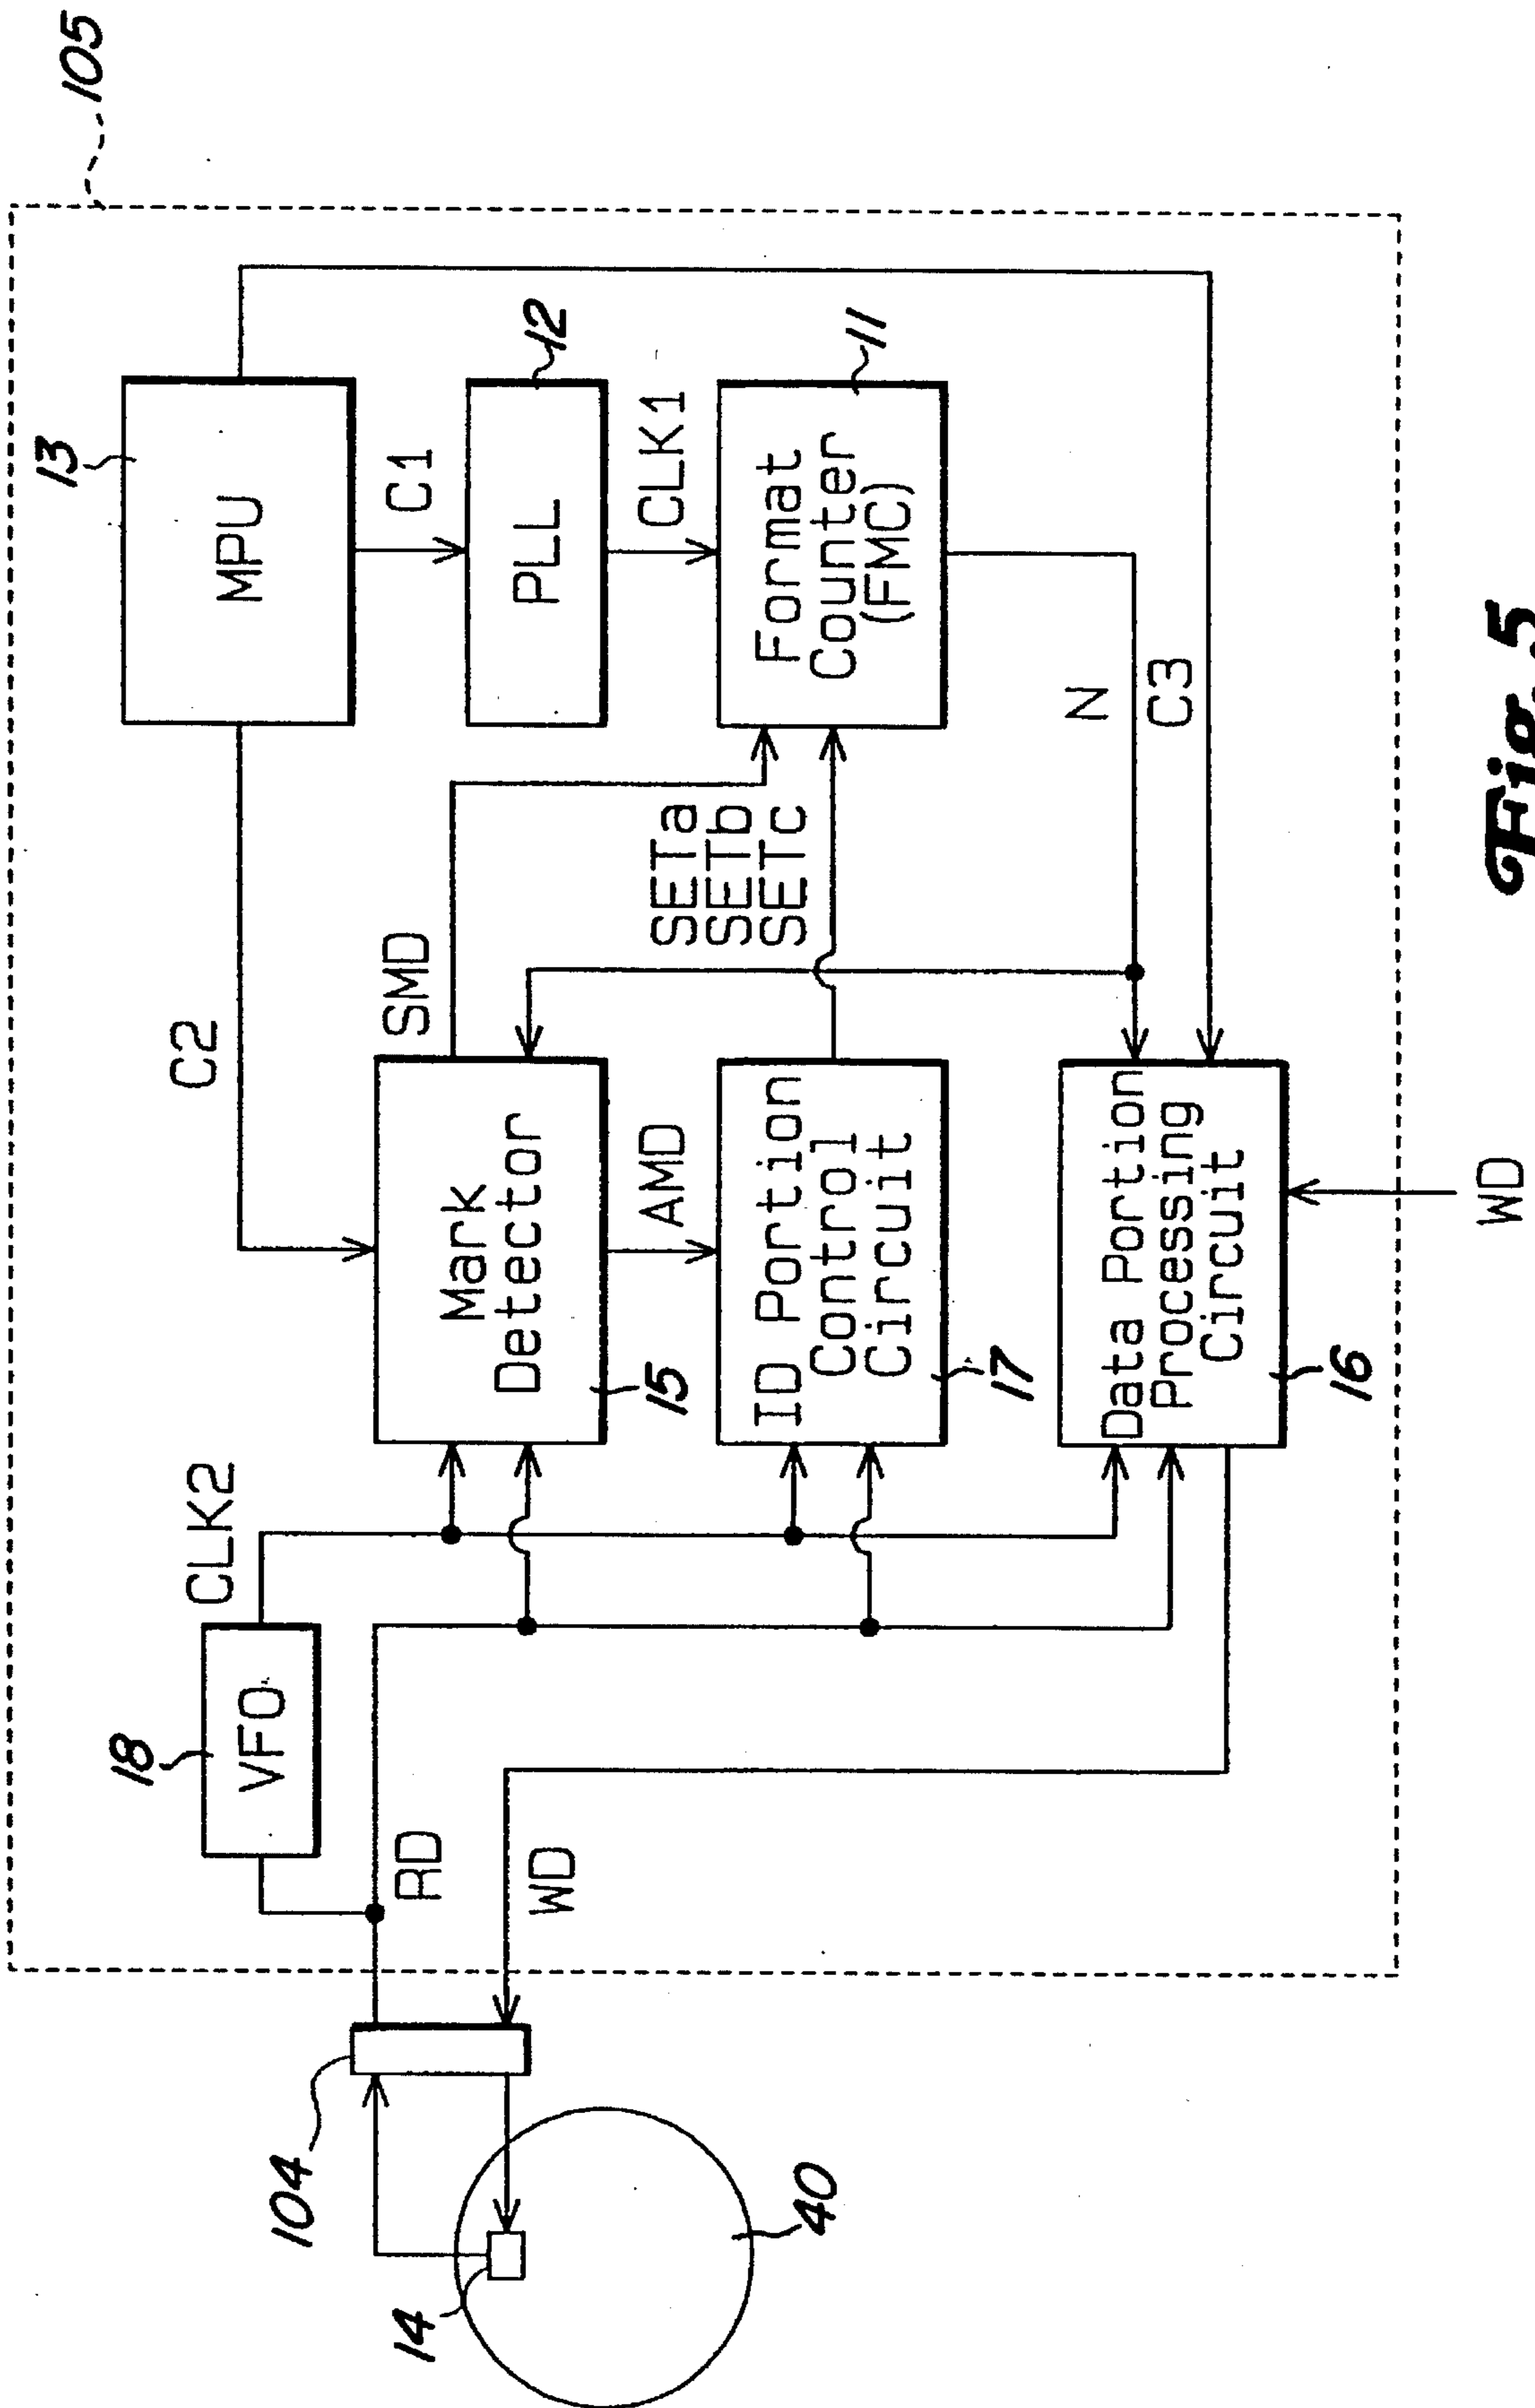 105
13
MPU
C1
12
PLL
CLK1
11
Format
Counter
(FMC)
C2
SMD
SETa
SETb
SETc
N
C3
Mark
Detector
15
AMD
ID Portion
Control
Circuit
17
Data Portion
Processing
Circuit
16
WD
CLK2
18
VFO
RD
WD
104
14
40
Fig. 5